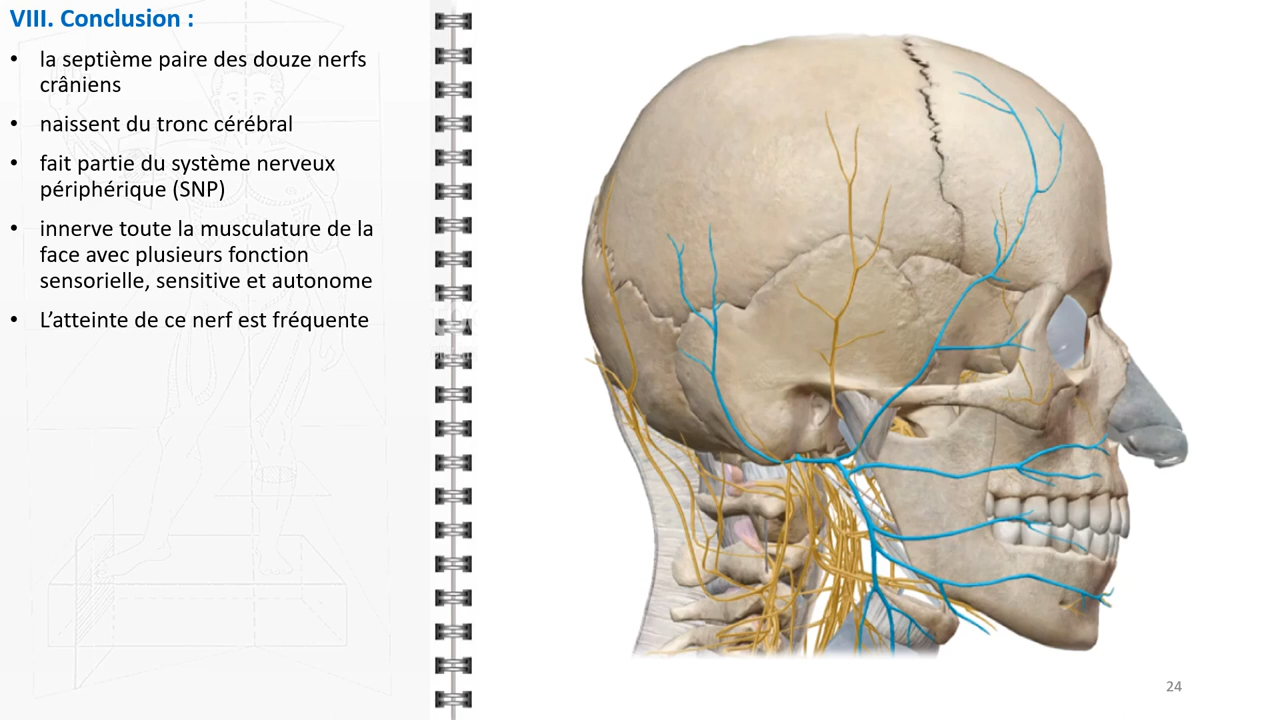 VIII. Conclusion :
• la septième paire des douze nerfs
crâniens
• naissent du tronc cérébral
• fait partie du système nerveux
périphérique (SNP)
• innerve toute la musculature de la
face avec plusieurs fonction
sensorielle, sensitive et autonome
• L’atteinte de ce nerf est fréquente
24